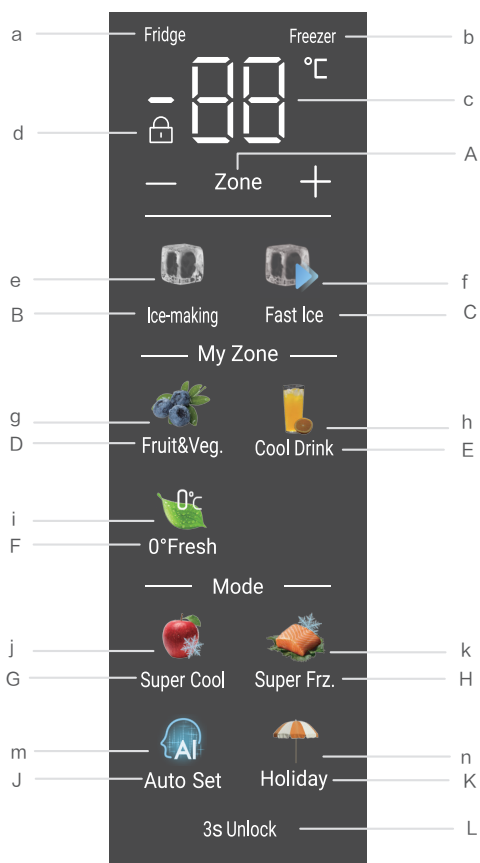 a Fridge Freezer b
-88 °C c
d
— Zone + A
e f
B Ice-making Fast Ice C
My Zone
g h
D Fruit&Veg. Cool Drink E
0°c
i
F 0°Fresh
Mode
j k
G Super Cool Super Frz. H
AI
m n
J Auto Set Holiday K
3s Unlock L